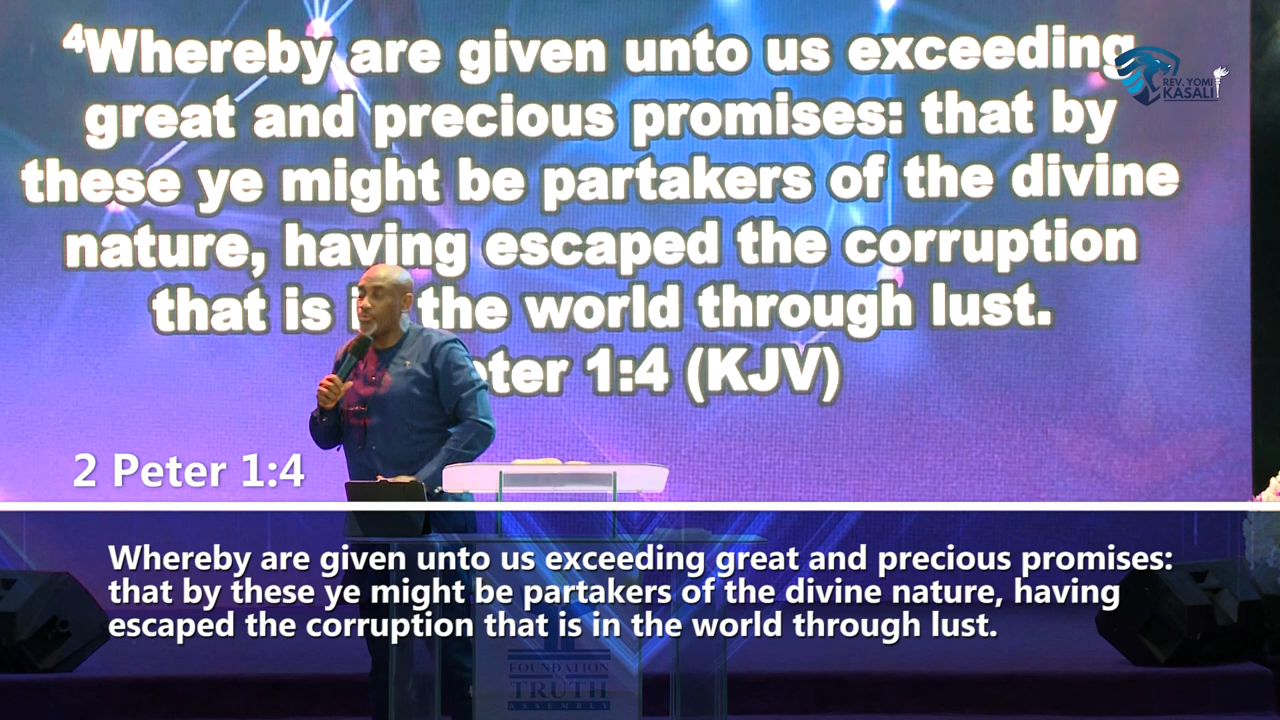 ⁴Whereby are given unto us exceeding
great and precious promises: that by
these ye might be partakers of the divine
nature, having escaped the corruption
that is the world through lust.
1:4 (KJV)
REV. YOMI
KASALI
2 Peter 1:4
Whereby are given unto us exceeding great and precious promises:
that by these ye might be partakers of the divine nature, having
escaped the corruption that is in the world through lust.
FOUNDATION
TRUTH
ASSEMBLY